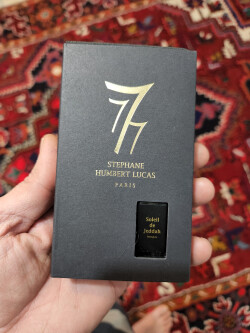 777
STEPHANE
HUMBERT LUCAS
PARIS
Soleil
de
Jeddah